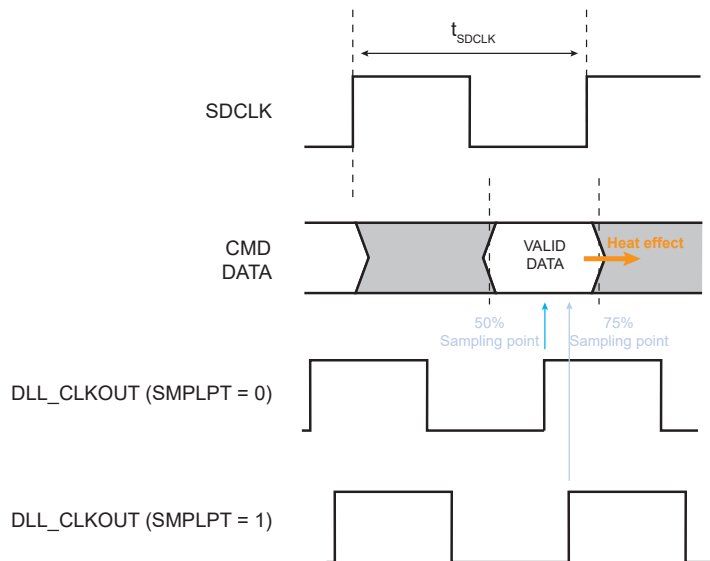 tSDCLK
SDCLK
CMD
DATA
VALID
DATA
Heat effect
50%
Sampling point
75%
Sampling point
DLL_CLKOUT (SMPLPT = 0)
DLL_CLKOUT (SMPLPT = 1)